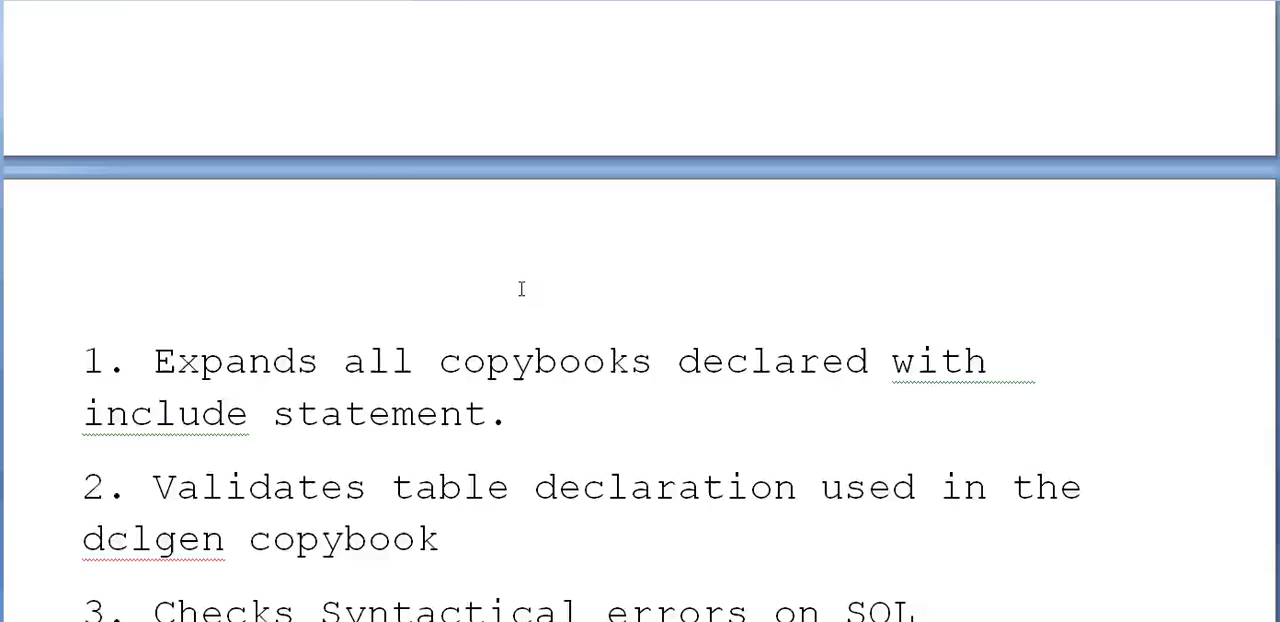 1. Expands all copybooks declared with
include statement.
2. Validates table declaration used in the
dclgen copybook
3. Checks Syntactical errors on SQL